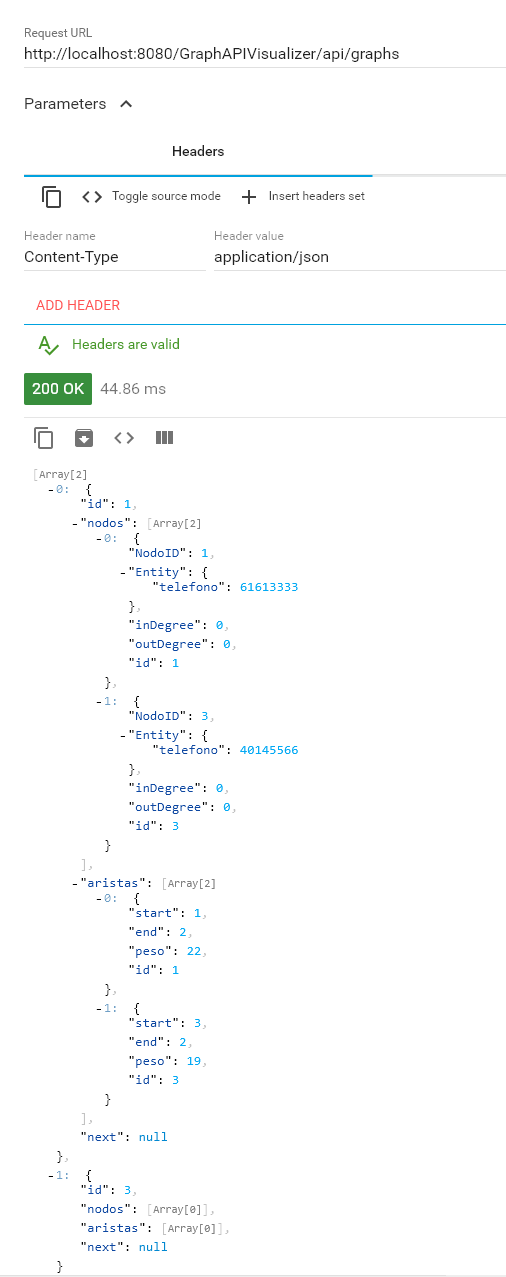 Request URL
http://localhost:8080/GraphAPIVisualizer/api/graphs
Parameters
Headers
Toggle source mode
Insert headers set
Header name Header value
Content-Type application/json
ADD HEADER
Headers are valid
200 OK 44.86 ms
[Array[2]
-0: {
"id": 1,
-"nodos": [Array[2]
-0: {
"NodoID": 1,
-"Entity": {
"telefono": 61613333
},
"inDegree": 0,
"outDegree": 0,
"id": 1
},
-1: {
"NodoID": 3,
-"Entity": {
"telefono": 40145566
},
"inDegree": 0,
"outDegree": 0,
"id": 3
}
],
-"aristas": [Array[2]
-0: {
"start": 1,
"end": 2,
"peso": 22,
"id": 1
},
-1: {
"start": 3,
"end": 2,
"peso": 19,
"id": 3
}
],
"next": null
},
-1: {
"id": 3,
"nodos": [Array[0]],
"aristas": [Array[0]],
"next": null
}